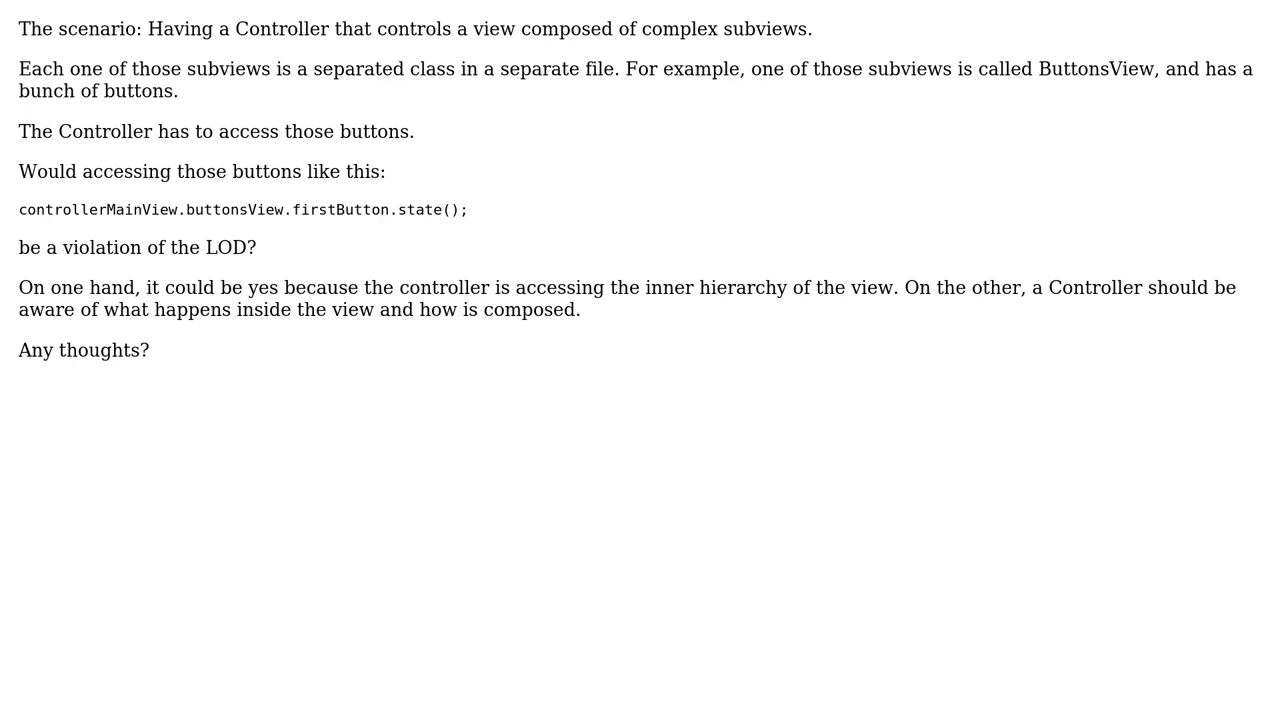 The scenario: Having a Controller that controls a view composed of complex subviews.
Each one of those subviews is a separated class in a separate file. For example, one of those subviews is called ButtonsView, and has a
bunch of buttons.
The Controller has to access those buttons.
Would accessing those buttons like this:
controllerMainView.buttonsView.firstButton.state();
be a violation of the LOD?
On one hand, it could be yes because the controller is accessing the inner hierarchy of the view. On the other, a Controller should be
aware of what happens inside the view and how is composed.
Any thoughts?